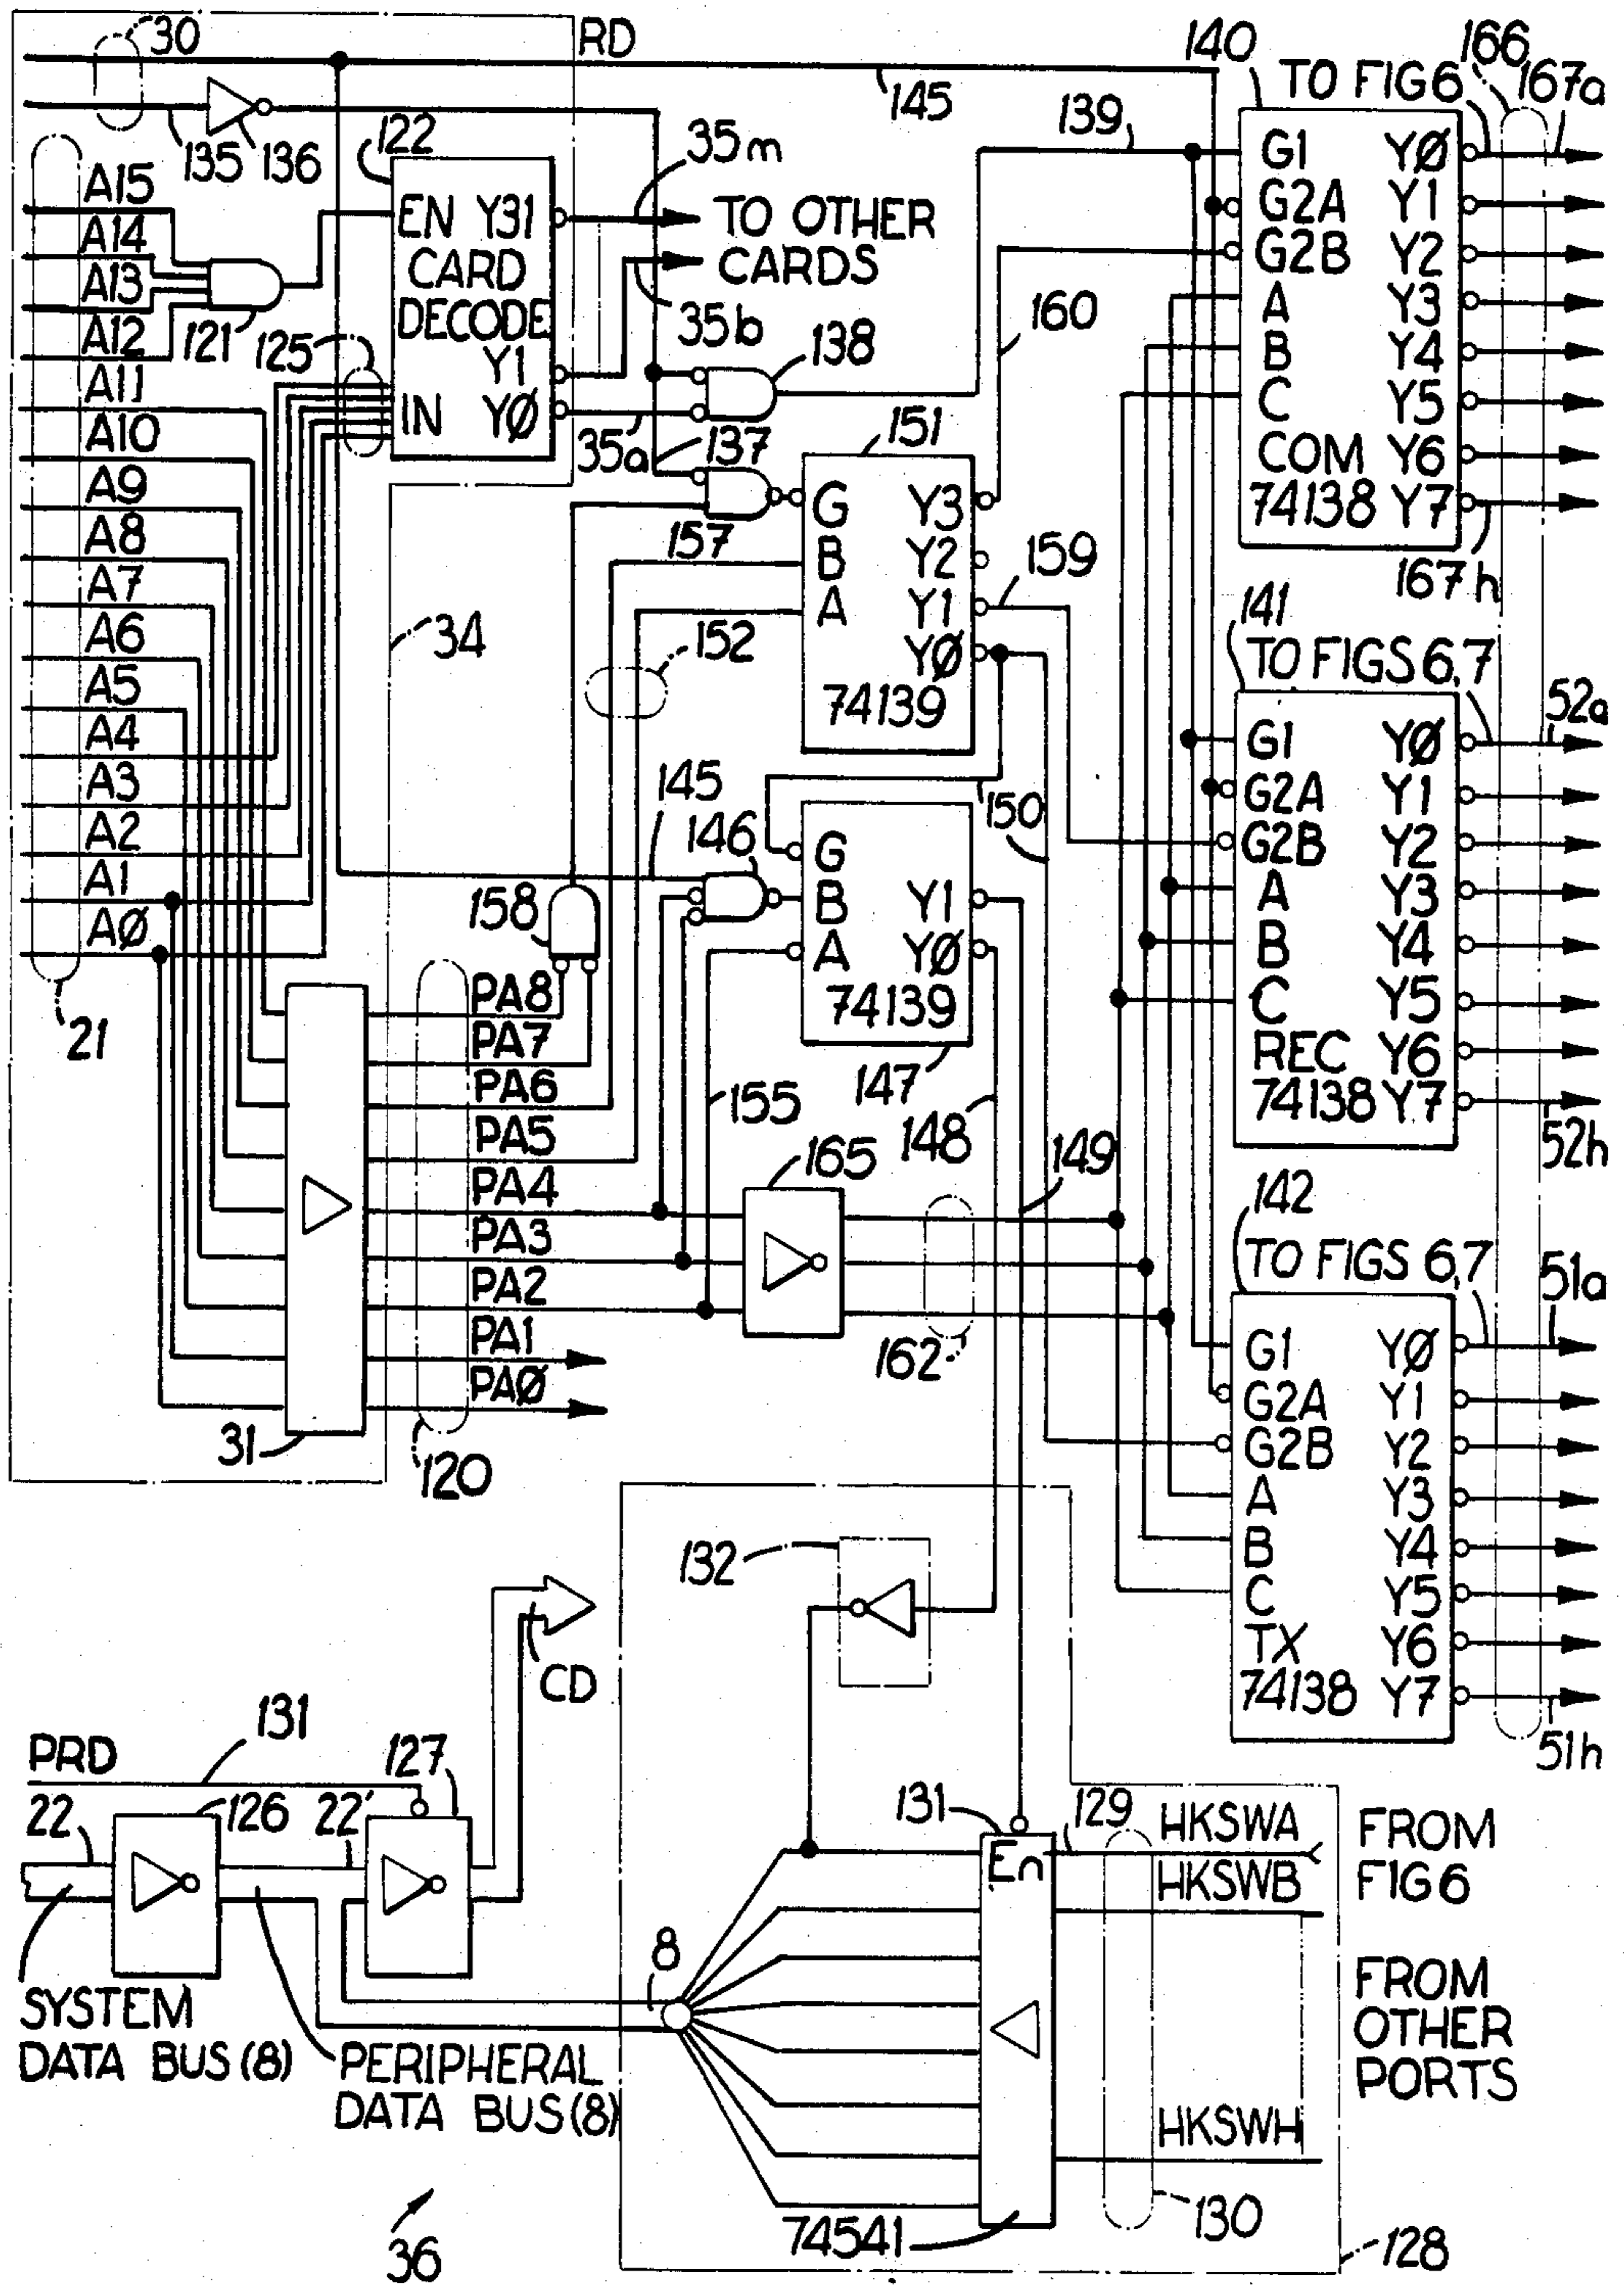 30
RD
140
166
TO FIG 6
167a
145
139
135
136
122
35m
A15
A14
A13
A12
A11
A10
A9
A8
A7
A6
A5
A4
A3
A2
A1
AØ
121
125
EN Y31
CARD
DECODE
Y1
IN YØ
TO OTHER
CARDS
35b
138
35a
137
160
G1 YØ
G2A Y1
G2B Y2
A Y3
B Y4
C Y5
COM Y6
74138 Y7
167h
151
157
G Y3
B Y2
A Y1
YØ
74139
159
34
152
141
TO FIGS 6,7
52a
G1 YØ
G2A Y1
G2B Y2
A Y3
B Y4
C Y5
REC Y6
74138 Y7
52h
145
146
150
G
B Y1
A YØ
74139
147
158
21
PA8
PA7
PA6
PA5
PA4
PA3
PA2
PA1
PAØ
155
148
149
165
162
31
120
142
TO FIGS 6,7
51a
G1 YØ
G2A Y1
G2B Y2
A Y3
B Y4
C Y5
TX Y6
74138 Y7
51h
132
CD
PRD
131
127
22
126
22'
SYSTEM
DATA BUS (8)
PERIPHERAL
DATA BUS (8)
8
131
En
129
HKSWA
HKSWB
FROM
FIG 6
FROM
OTHER
PORTS
HKSWH
130
74541
128
36